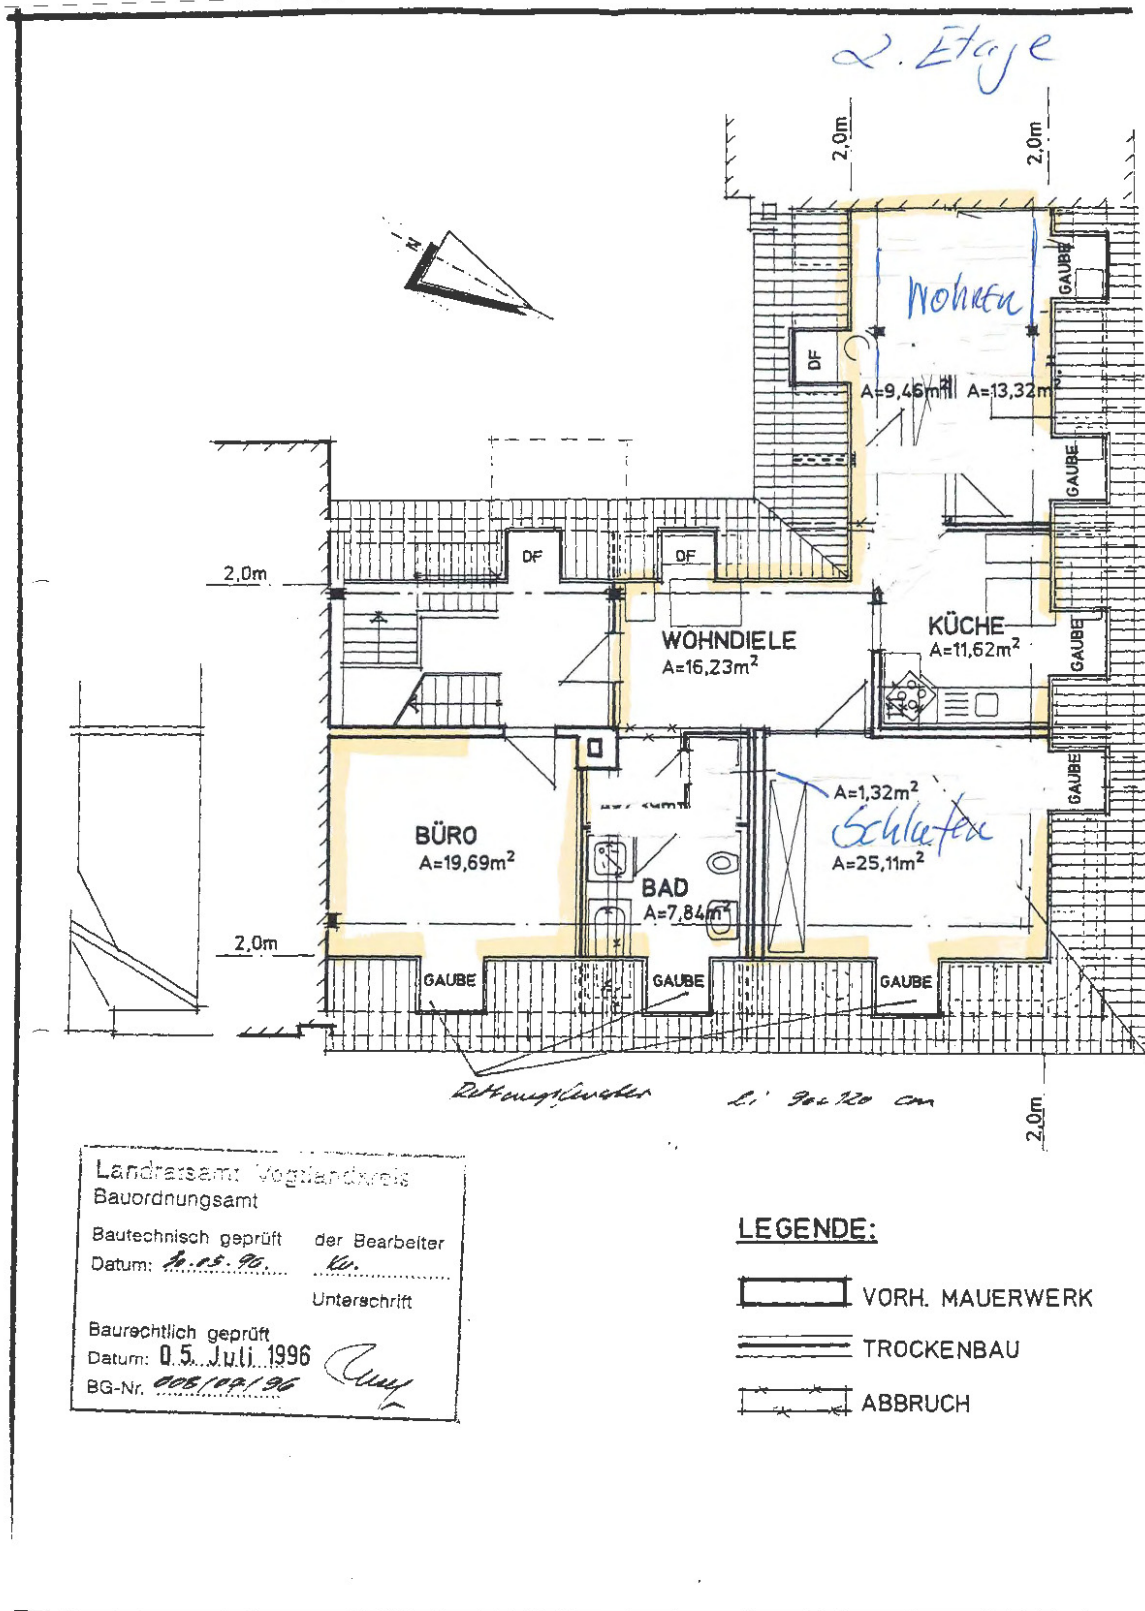 2. Etage
2,0m
2,0m
N
GAUBE
Wohnen
DF
A=9,46m² A=13,32m²
GAUBE
DF
DF
2,0m
WOHNDIELE
A=16,23m²
KÜCHE
A=11,62m²
GAUBE
GAUBE
A=1,32m²
BÜRO
A=19,69m²
Schlafen
A=25,11m²
BAD
A=7,84m²
2,0m
GAUBE
GAUBE
GAUBE
Rettungsfenster
2,0m
Landratsamt Vogtlandkreis
Bauordnungsamt
Bautechnisch geprüft der Bearbeiter
Datum:
Unterschrift
Baurechtlich geprüft
Datum: 05. Juli 1996
BG-Nr.
LEGENDE:
VORH. MAUERWERK
TROCKENBAU
ABBRUCH